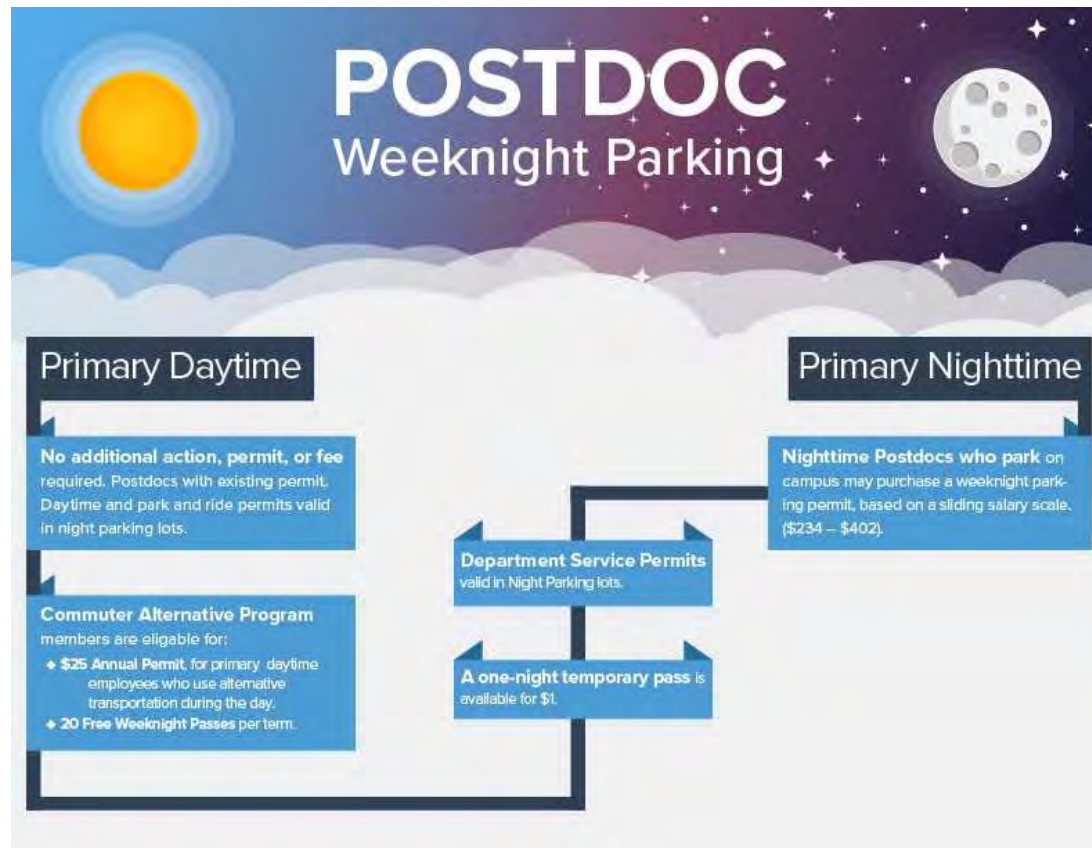 POSTDOC
Weeknight Parking
Primary Daytime
No additional action, permit, or fee
required. Postdocs with existing permit.
Daytime and park and ride permits valid
in night parking lots.
Commuter Alternative Program
members are eligable for:
◆ $25 Annual Permit, for primary daytime
employees who use alternative
transportation during the day.
◆ 20 Free Weeknight Passes per term.
Department Service Permits
valid in Night Parking lots.
A one-night temporary pass is
available for $1.
Primary Nighttime
Nighttime Postdocs who park on
campus may purchase a weeknight park-
ing permit, based on a sliding salary scale.
($234 – $402).